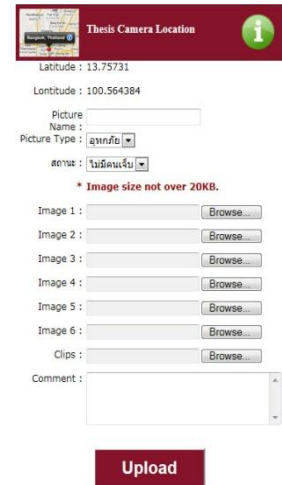 Thesis Camera Location
Bangkok, Thailand
Latitude : 13.75731
Lontitude : 100.564384
Picture Name :
Picture Type : อุทกภัย
สถานะ : ไม่มีคนเจ็บ
* Image size not over 20KB.
Image 1 : Browse...
Image 2 : Browse...
Image 3 : Browse...
Image 4 : Browse...
Image 5 : Browse...
Image 6 : Browse...
Clips : Browse...
Comment :
Upload